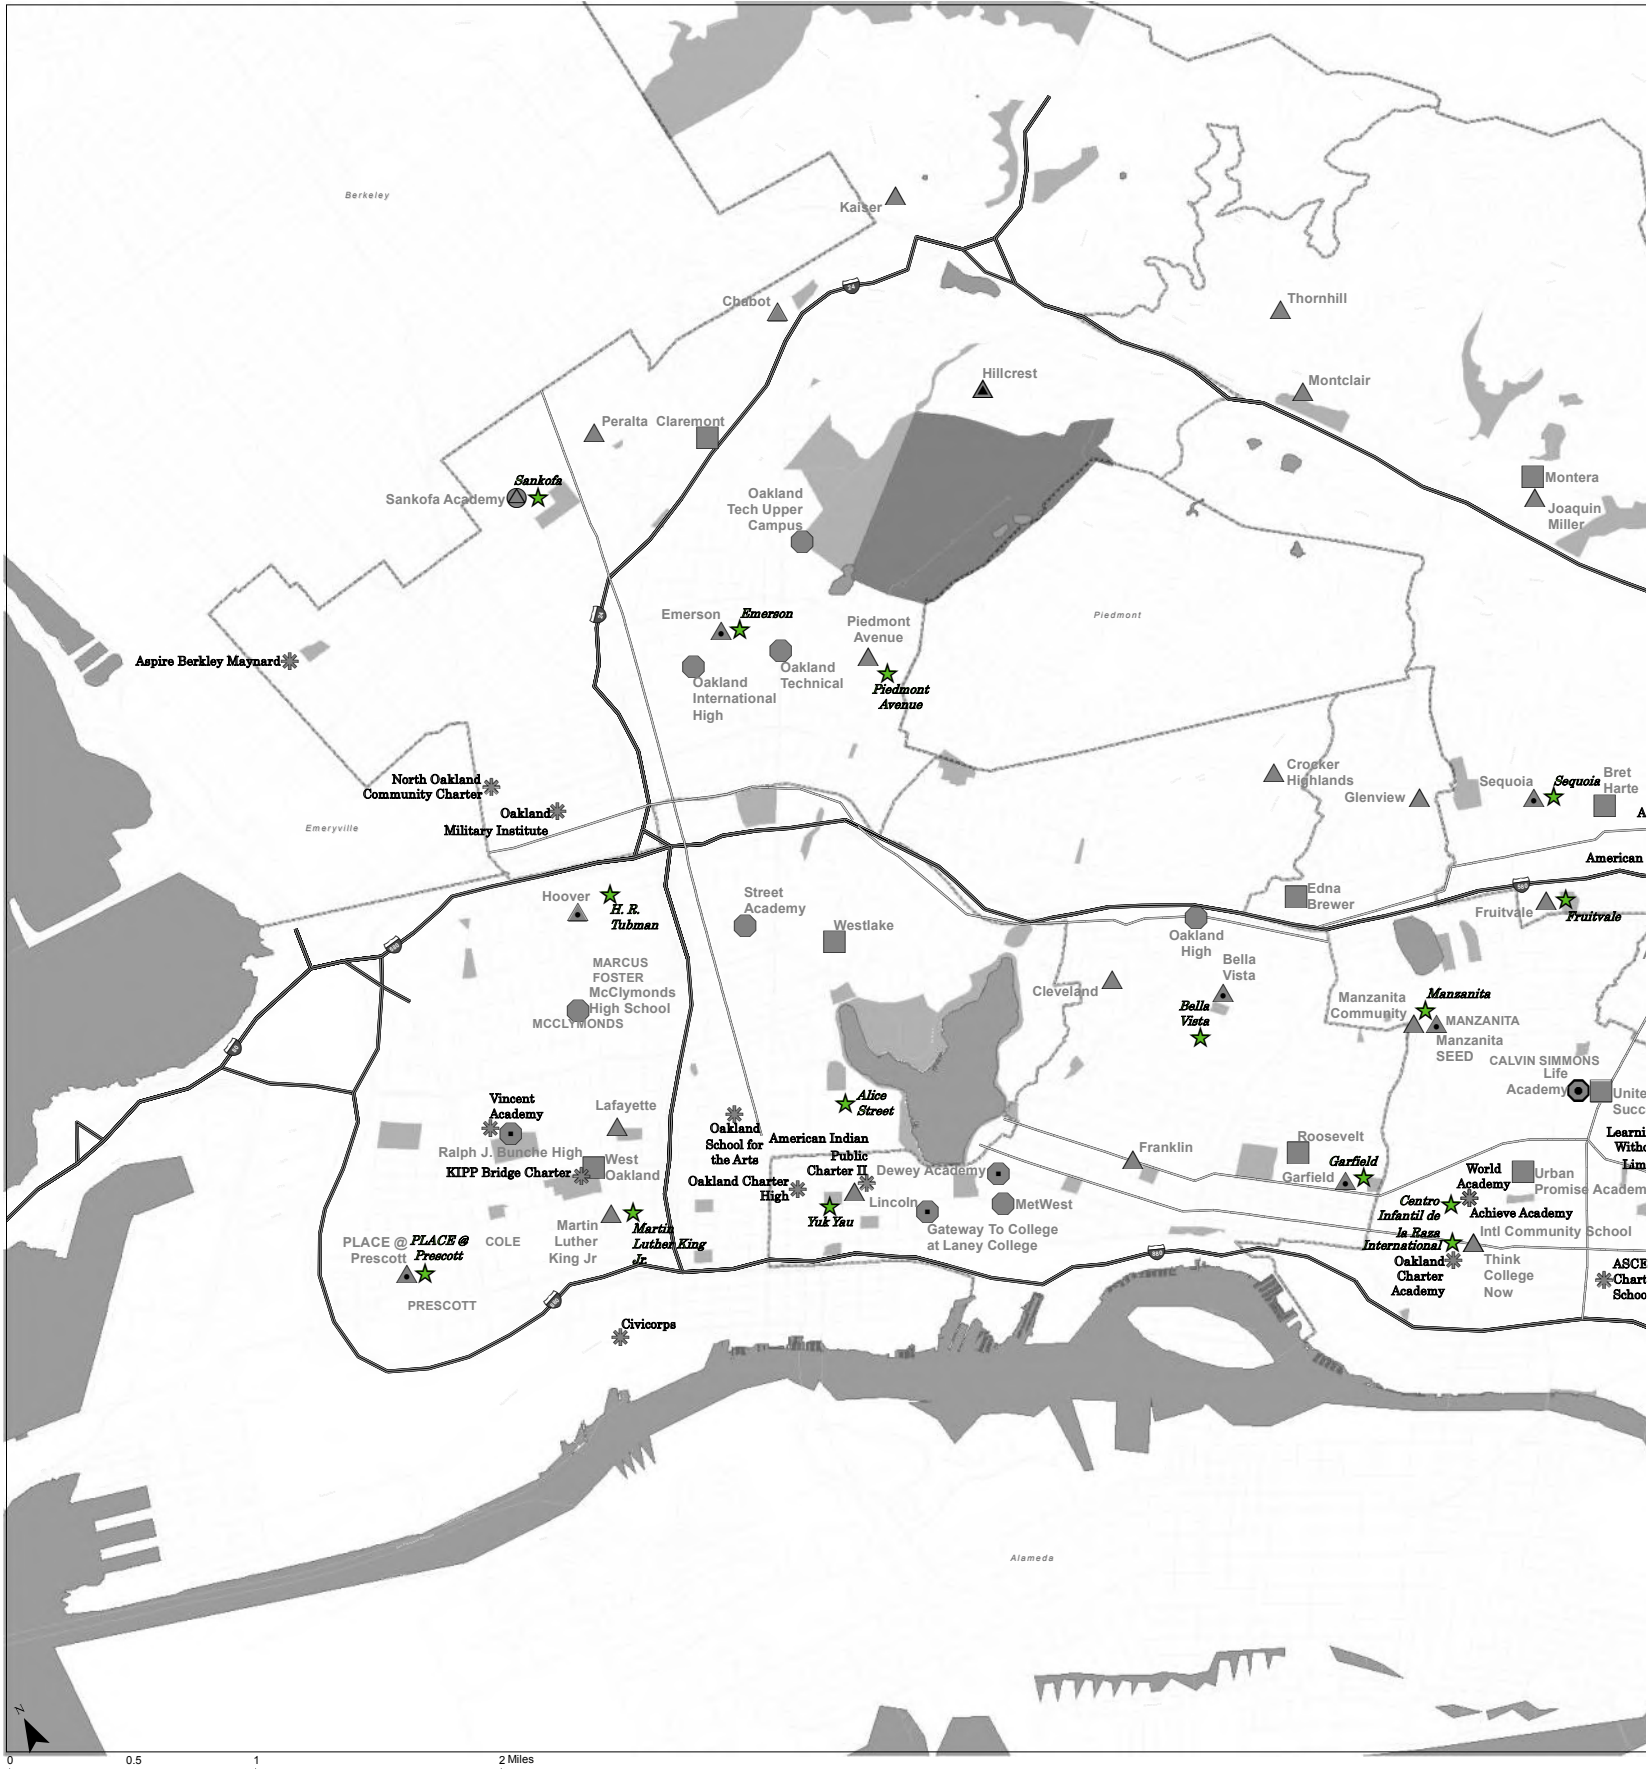 Berkeley
Kaiser
Chabot
Thornhill
Hillcrest
Montclair
Peralta
Claremont
Sankofa
Sankofa Academy
Oakland
Tech Upper
Campus
Montera
Joaquin
Miller
Emerson
Emerson
Piedmont
Avenue
Piedmont
Aspire Berkley Maynard
Oakland
Technical
Oakland
International
High
Piedmont
Avenue
North Oakland
Community Charter
Oakland
Military Institute
Emeryville
Crocker
Highlands
Glenview
Sequoia
Sequoia
Bret
Harte
A
American
Hoover
H. R.
Tubman
Street
Academy
Westlake
Edna
Brewer
Fruitvale
Fruitvale
Oakland
High
Bella
Vista
MARCUS
FOSTER
McClymonds
High School
MCCLYMONDS
Cleveland
Bella
Vista
Manzanita
Community
Manzanita
MANZANITA
Manzanita
SEED
CALVIN SIMMONS
Life
Academy
Unite
Succ
Vincent
Academy
Lafayette
Alice
Street
Ralph J. Bunche High
West
Oakland
KIPP Bridge Charter
Oakland
School for
the Arts
American Indian
Public
Charter II
Oakland Charter
High
Dewey Academy
Lincoln
Yuk Yau
MetWest
Gateway To College
at Laney College
Franklin
Roosevelt
Garfield
Garfield
Learni
Witho
Lim
World
Academy
Urban
Promise Academ
Centro
Infantil de
la Raza
Achieve Academy
Intl Community School
International
Oakland
Charter
Academy
Think
College
Now
ASCE
Chart
Schoo
Martin
Luther
King Jr
Martin
Luther King
Jr.
PLACE @
Prescott
PLACE @
Prescott
COLE
PRESCOTT
Civicorps
Alameda
N
0 0.5 1 2 Miles